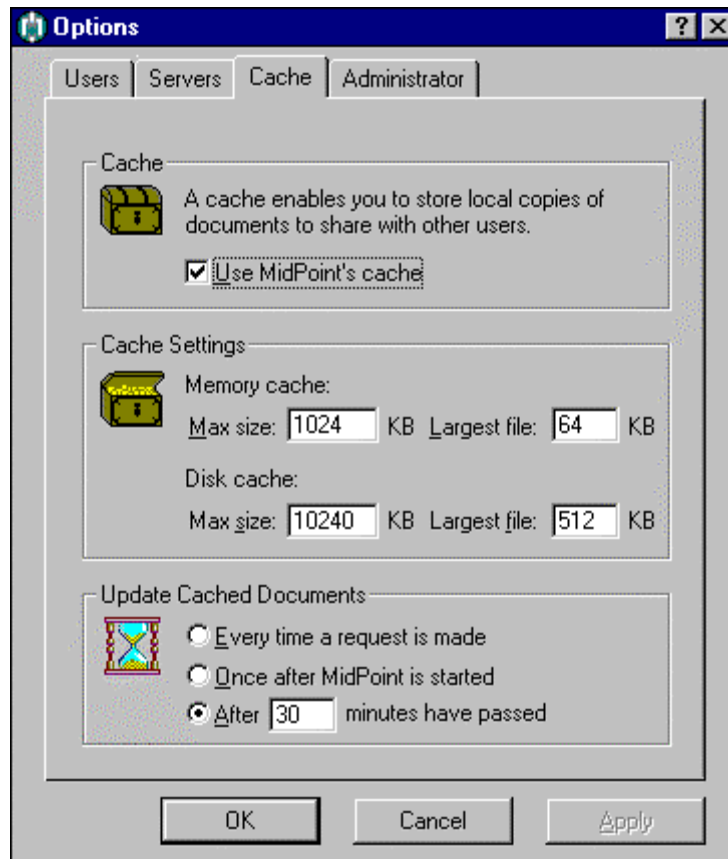 Options
Users Servers Cache Administrator
Cache
A cache enables you to store local copies of
documents to share with other users.
Use MidPoint's cache
Cache Settings
Memory cache:
Max size: 1024 KB Largest file: 64 KB
Disk cache:
Max size: 10240 KB Largest file: 512 KB
Update Cached Documents
Every time a request is made
Once after MidPoint is started
After 30 minutes have passed
OK Cancel Apply